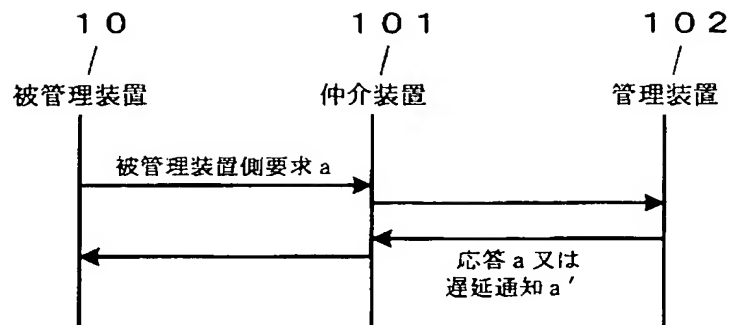 10 101 102
被管理装置 仲介装置 管理装置
被管理装置側要求a
応答a又は
遅延通知a'